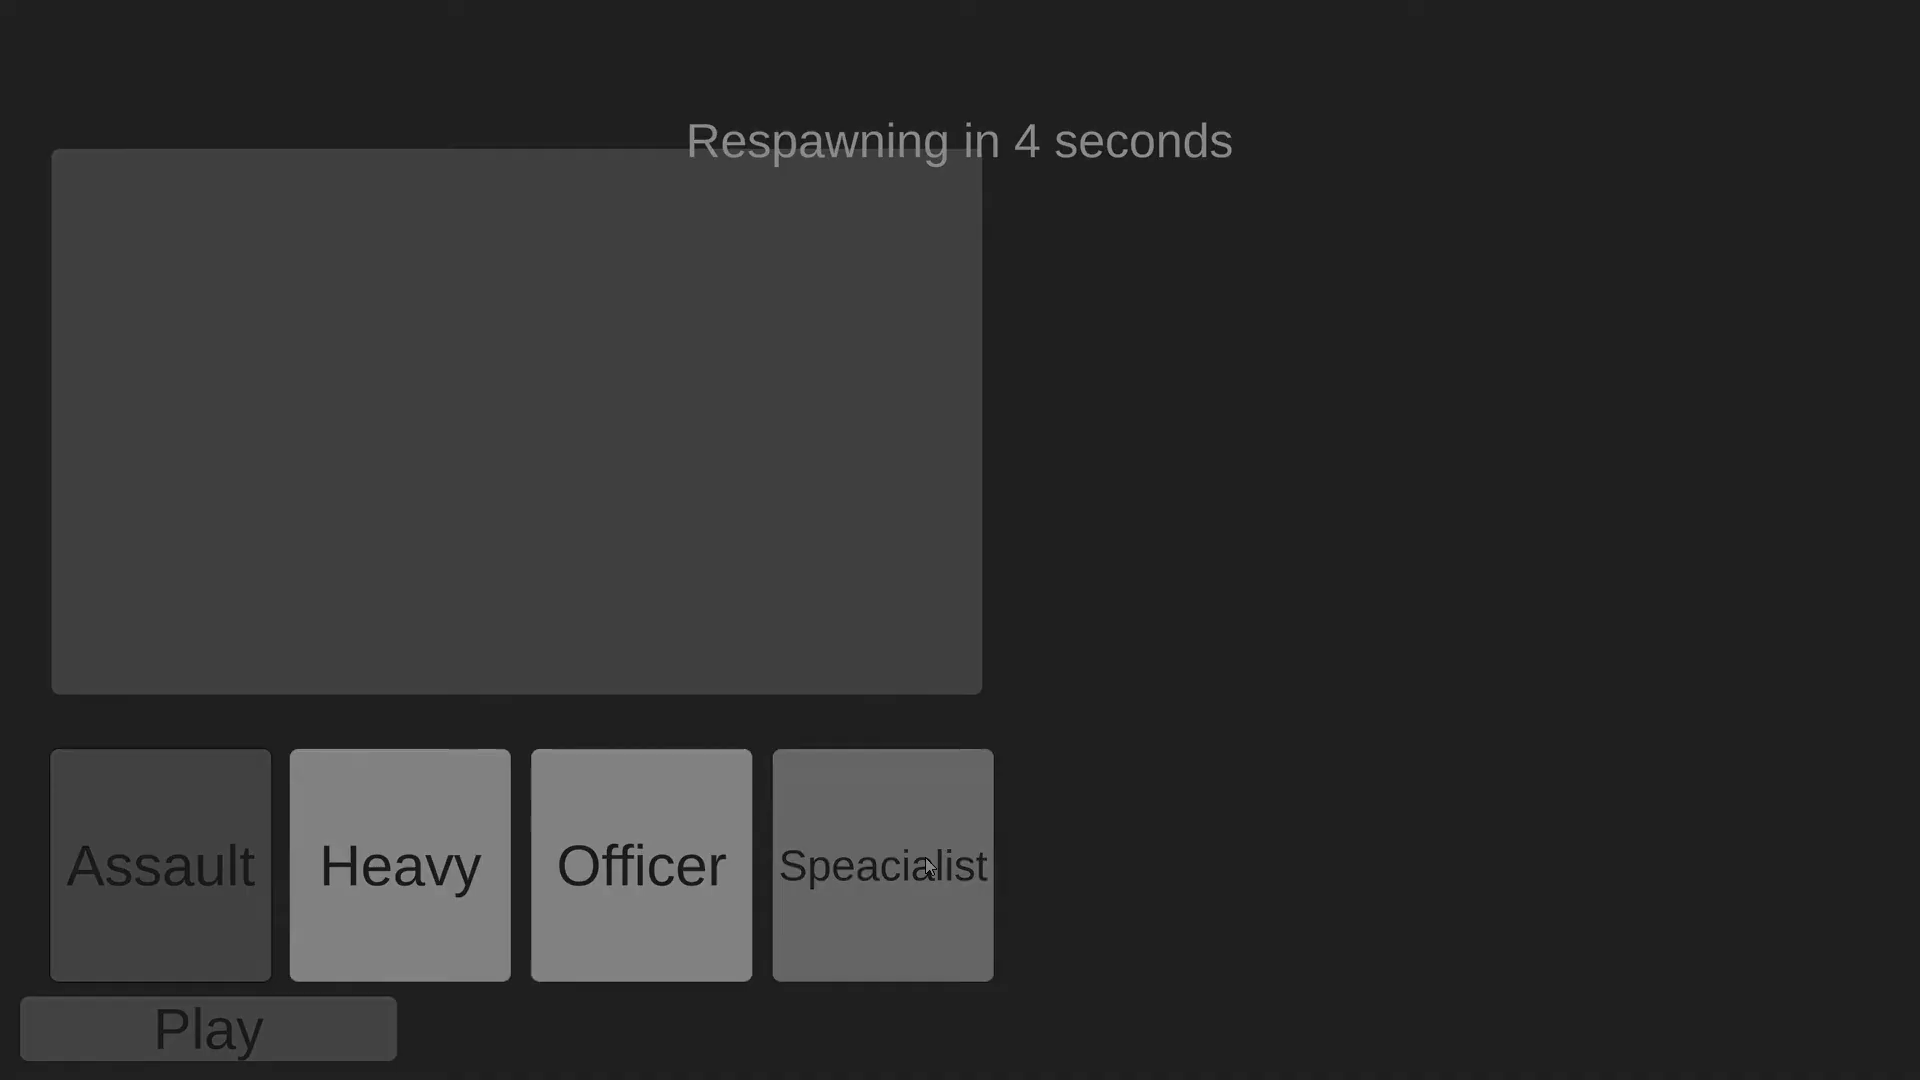 Respawning in 4 seconds
Assault
Heavy
Officer
Speacialist
Play